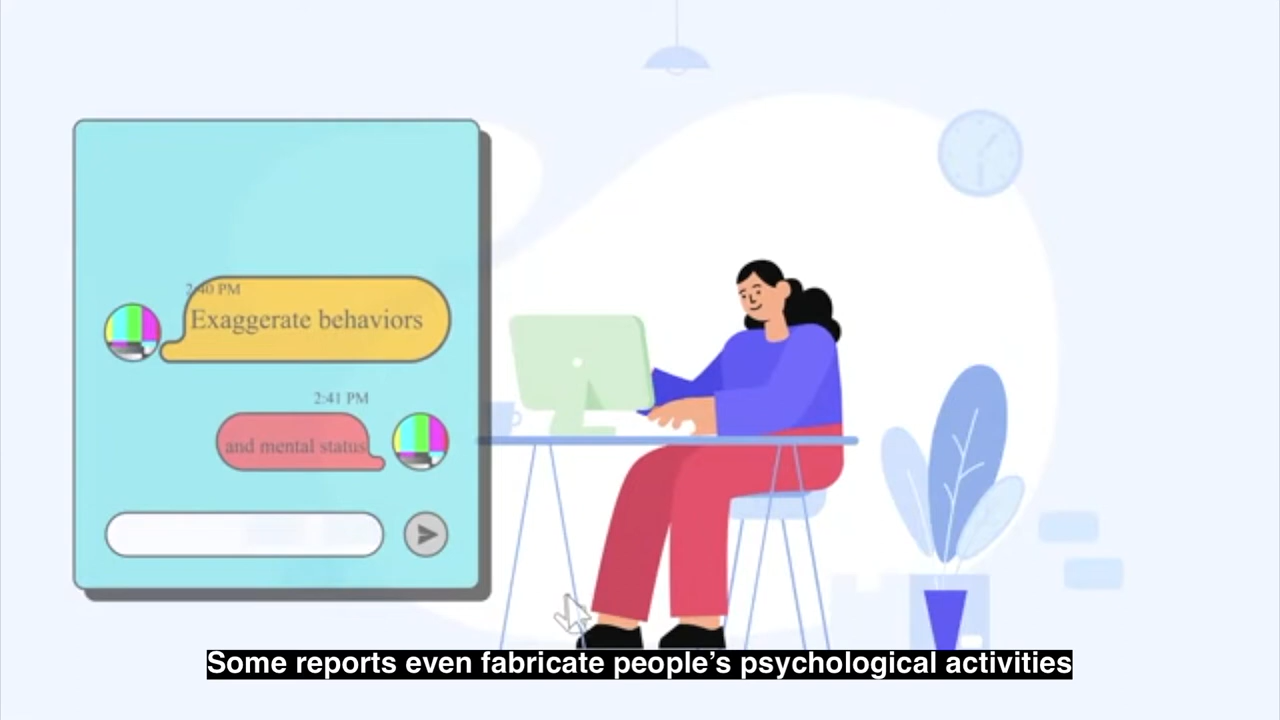 2:40 PM
Exaggerate behaviors
2:41 PM
and mental status
Some reports even fabricate people’s psychological activities